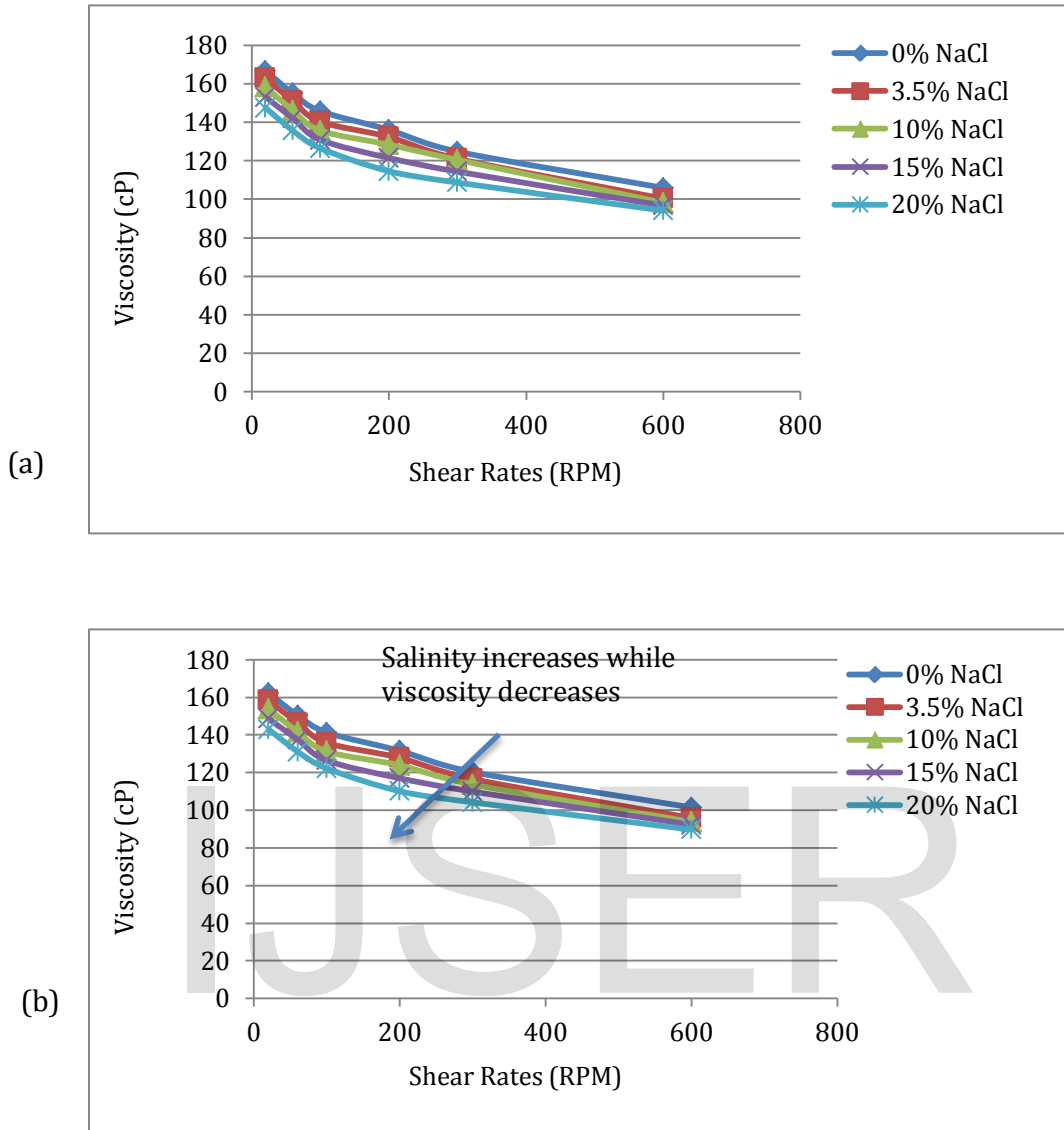 180
160
140
120
100
80
60
40
20
0
0 200 400 600 800
Viscosity (cP)
Shear Rates (RPM)
0% NaCl
3.5% NaCl
10% NaCl
15% NaCl
20% NaCl
(a)
Salinity increases while
viscosity decreases
180
160
140
120
100
80
60
40
20
0
0 200 400 600 800
Viscosity (cP)
Shear Rates (RPM)
0% NaCl
3.5% NaCl
10% NaCl
15% NaCl
20% NaCl
(b)
IJSER